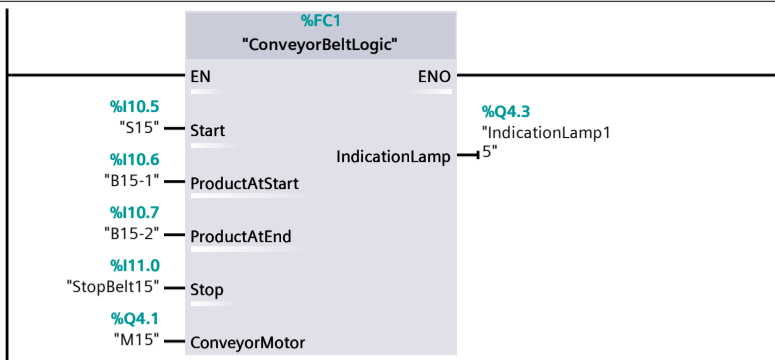 %FC1
"ConveyorBeltLogic"
EN
ENO
%I10.5
"S15"
Start
%I10.6
"B15-1"
ProductAtStart
%I10.7
"B15-2"
ProductAtEnd
%I11.0
"StopBelt15"
Stop
%Q4.1
"M15"
ConveyorMotor
IndicationLamp
%Q4.3
"IndicationLamp1
5"